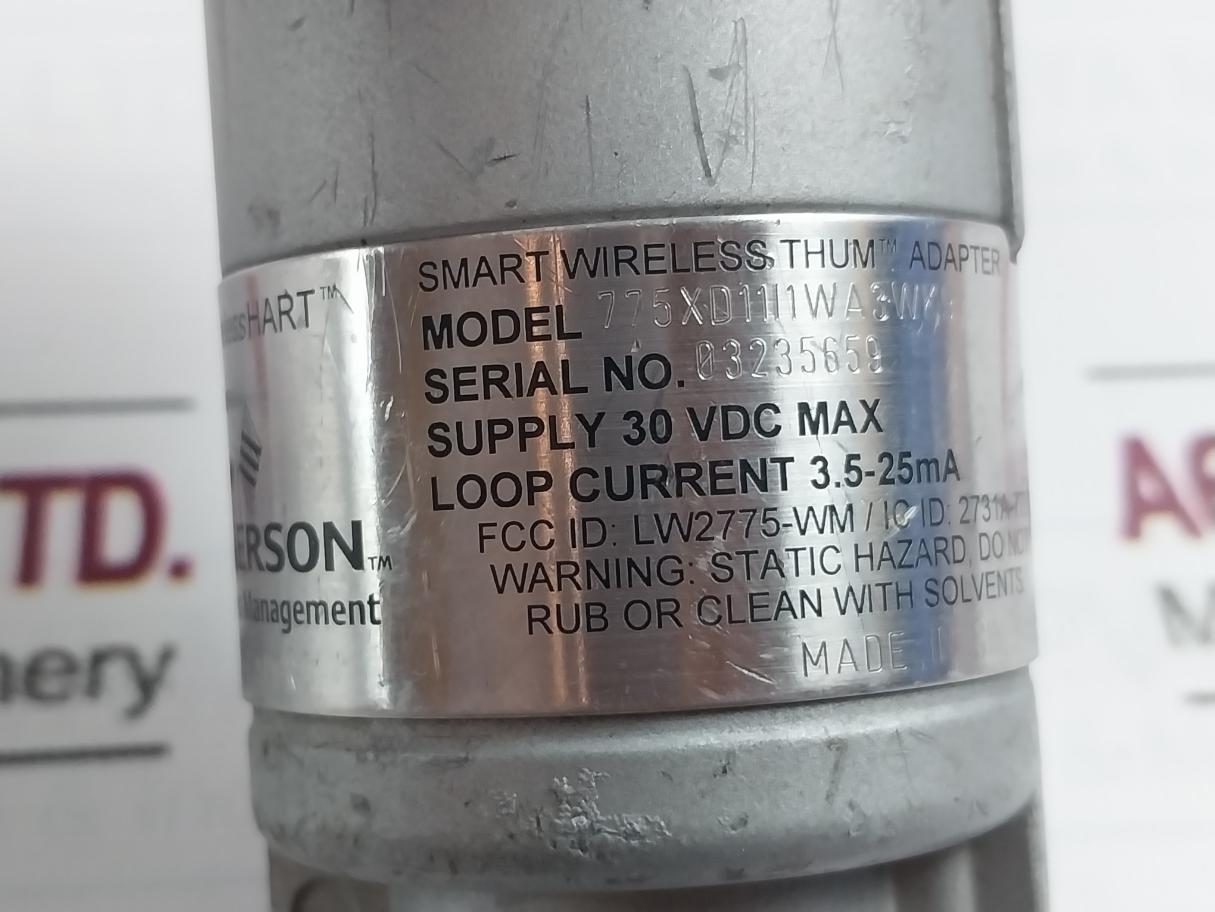 HART™
ERSON™
Management
SMART WIRELESS THUM™ ADAPTER
MODEL
SERIAL NO. 03235659
SUPPLY 30 VDC MAX
LOOP CURRENT 3.5-25mA
FCC ID: LW2775-WM / IC ID: 2731A-
WARNING: STATIC HAZARD, DO NOT
RUB OR CLEAN WITH SOLVENTS.
MADE
TD.
nery